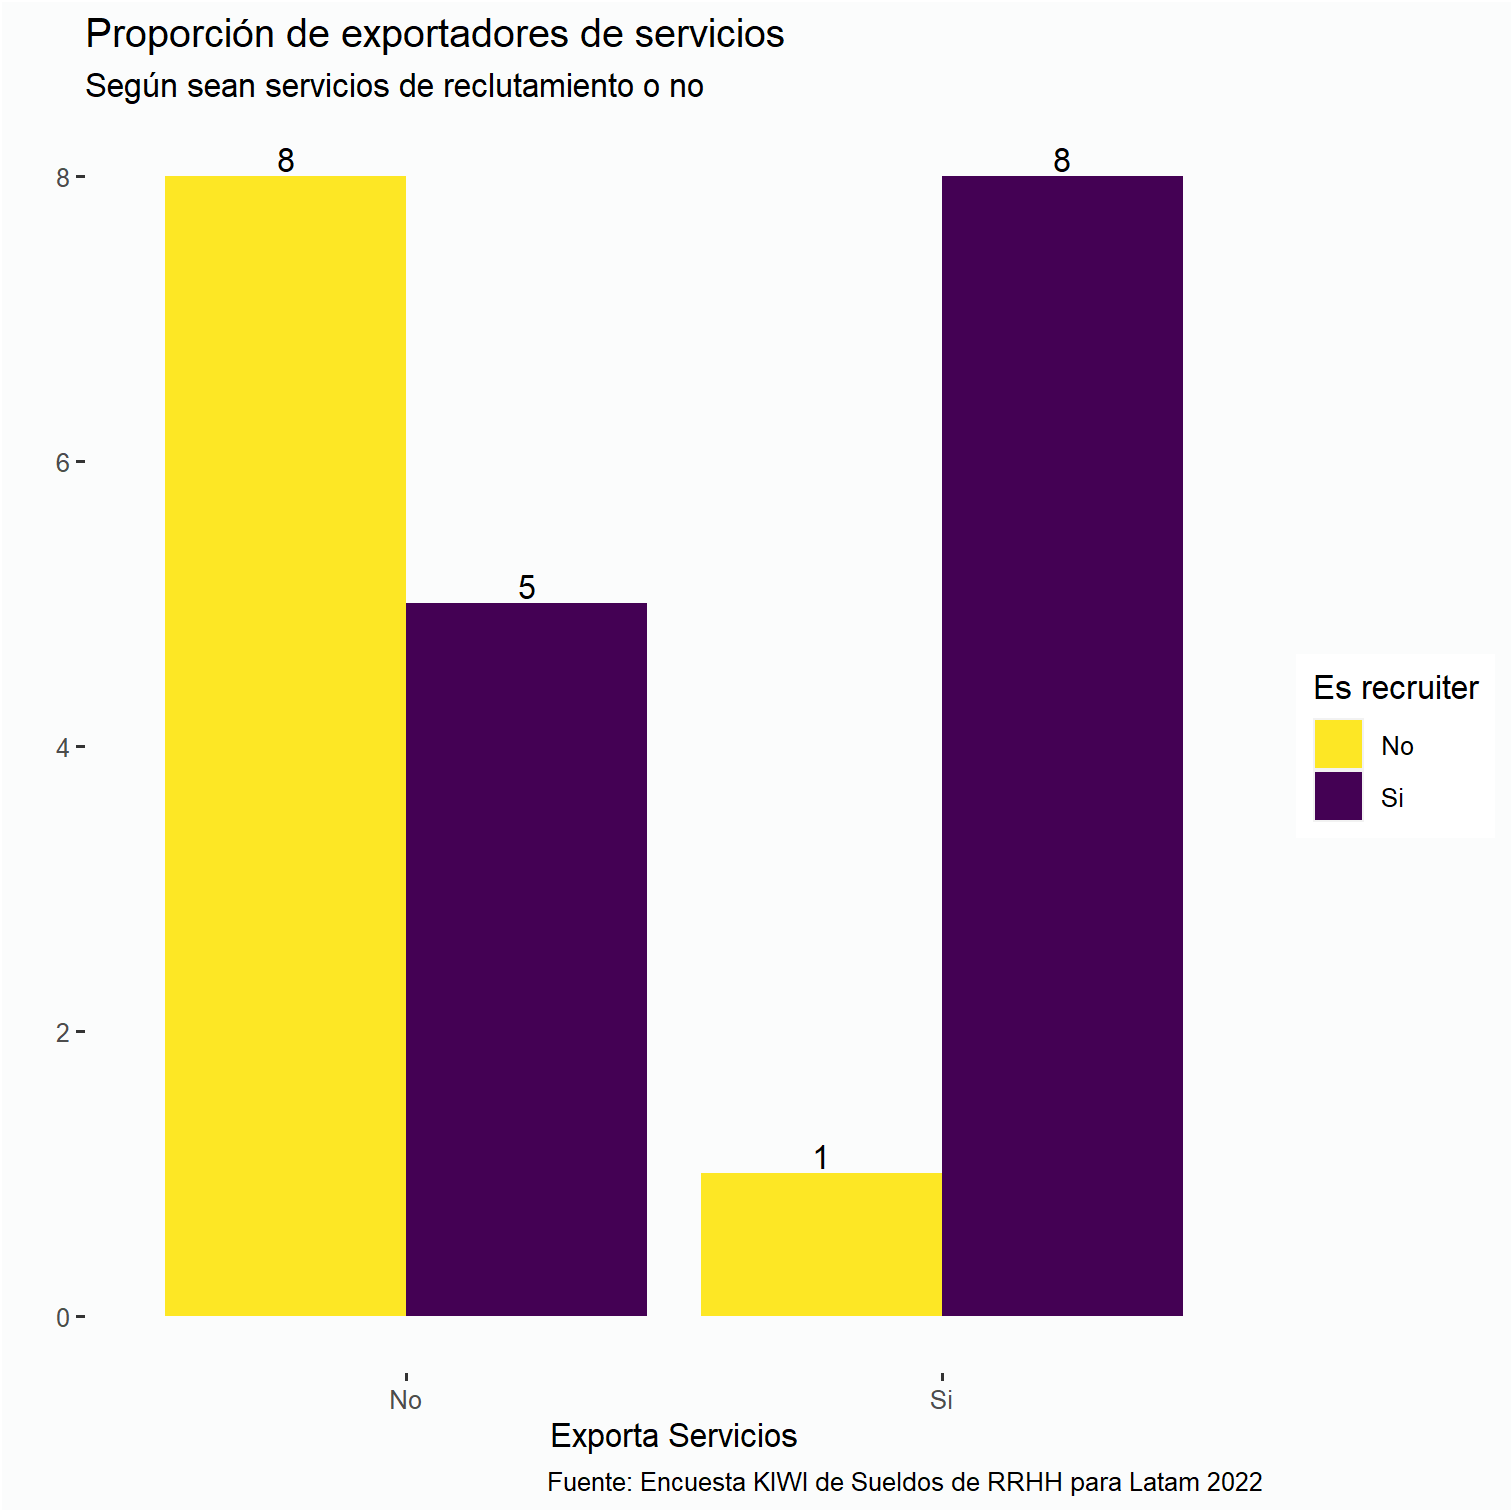 Proporción de exportadores de servicios
Según sean servicios de reclutamiento o no
8
8
8
6
5
Es recruiter
No
Si
4
2
1
0
No
Si
Exporta Servicios
Fuente: Encuesta KIWI de Sueldos de RRHH para Latam 2022